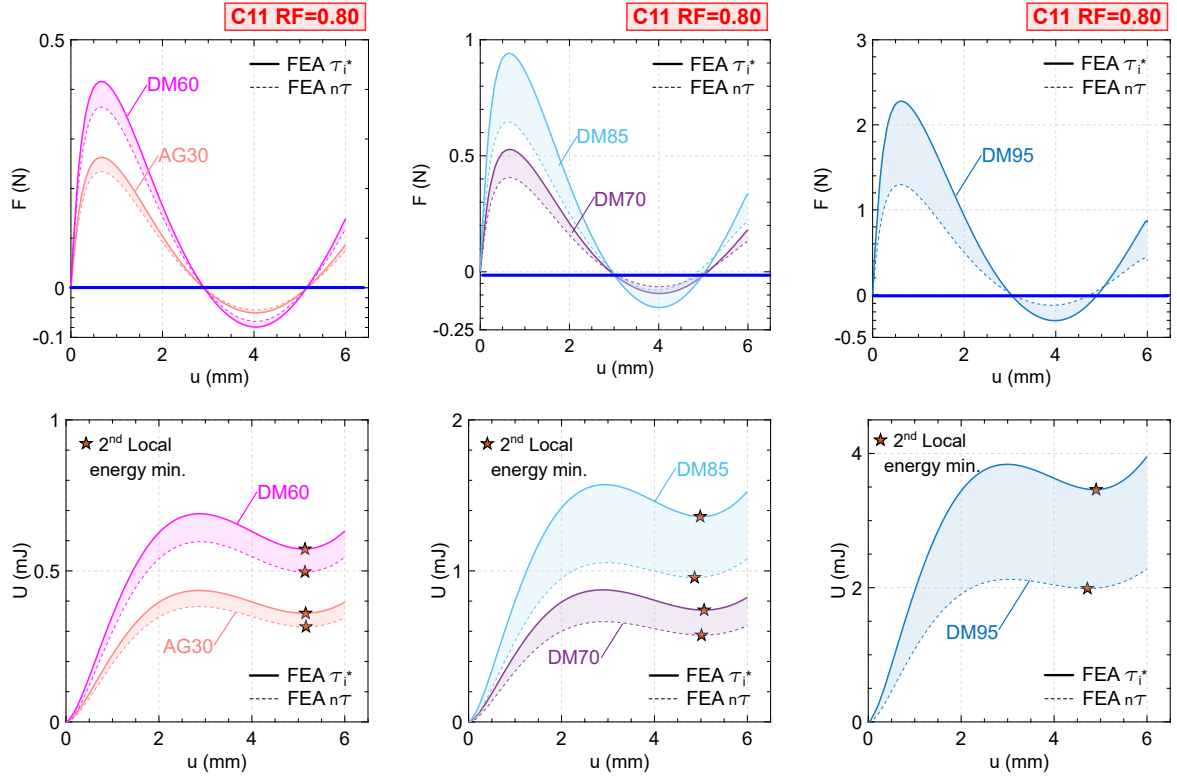 C11 RF=0.80
0.5
0
-0.1
F (N)
0
2
4
6
u (mm)
FEA τi*
FEA nτ
DM60
AG30
C11 RF=0.80
1
0.5
0
-0.25
F (N)
0
2
4
6
u (mm)
FEA τi*
FEA nτ
DM85
DM70
C11 RF=0.80
3
2
1
0
-0.5
F (N)
0
2
4
6
u (mm)
FEA τi*
FEA nτ
DM95
1
0.5
0
U (mJ)
0
2
4
6
u (mm)
2nd Local
energy min.
DM60
AG30
FEA τi*
FEA nτ
2
1
0
U (mJ)
0
2
4
6
u (mm)
2nd Local
energy min.
DM85
DM70
FEA τi*
FEA nτ
4
2
0
U (mJ)
0
2
4
6
u (mm)
2nd Local
energy min.
DM95
FEA τi*
FEA nτ